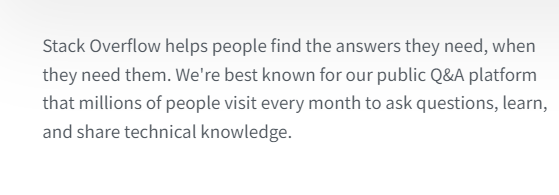 Stack Overflow helps people find the answers they need, when
they need them. We're best known for our public Q&A platform
that millions of people visit every month to ask questions, learn,
and share technical knowledge.